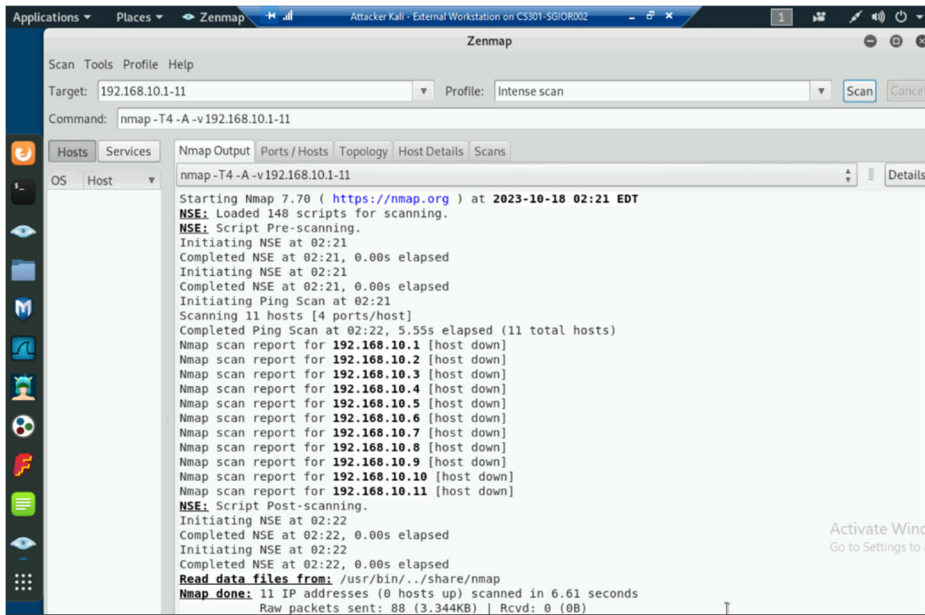 Applications Places Zenmap Attacker Kali - External Workstation on CS301-SGIOR002 1
Zenmap
Scan Tools Profile Help
Target: 192.168.10.1-11 Profile: Intense scan Scan Cance
Command: nmap -T4 -A -v 192.168.10.1-11
Hosts Services Nmap Output Ports / Hosts Topology Host Details Scans
OS Host nmap -T4 -A -v 192.168.10.1-11 Details
Starting Nmap 7.70 ( https://nmap.org ) at 2023-10-18 02:21 EDT
NSE: Loaded 148 scripts for scanning.
NSE: Script Pre-scanning.
Initiating NSE at 02:21
Completed NSE at 02:21, 0.00s elapsed
Initiating NSE at 02:21
Completed NSE at 02:21, 0.00s elapsed
Initiating Ping Scan at 02:21
Scanning 11 hosts [4 ports/host]
Completed Ping Scan at 02:22, 5.55s elapsed (11 total hosts)
Nmap scan report for 192.168.10.1 [host down]
Nmap scan report for 192.168.10.2 [host down]
Nmap scan report for 192.168.10.3 [host down]
Nmap scan report for 192.168.10.4 [host down]
Nmap scan report for 192.168.10.5 [host down]
Nmap scan report for 192.168.10.6 [host down]
Nmap scan report for 192.168.10.7 [host down]
Nmap scan report for 192.168.10.8 [host down]
Nmap scan report for 192.168.10.9 [host down]
Nmap scan report for 192.168.10.10 [host down]
Nmap scan report for 192.168.10.11 [host down]
NSE: Script Post-scanning.
Initiating NSE at 02:22
Completed NSE at 02:22, 0.00s elapsed
Initiating NSE at 02:22
Completed NSE at 02:22, 0.00s elapsed
Read data files from: /usr/bin/../share/nmap
Nmap done: 11 IP addresses (0 hosts up) scanned in 6.61 seconds
Raw packets sent: 88 (3.344KB) | Rcvd: 0 (0B)
Activate Wind
Go to Settings to